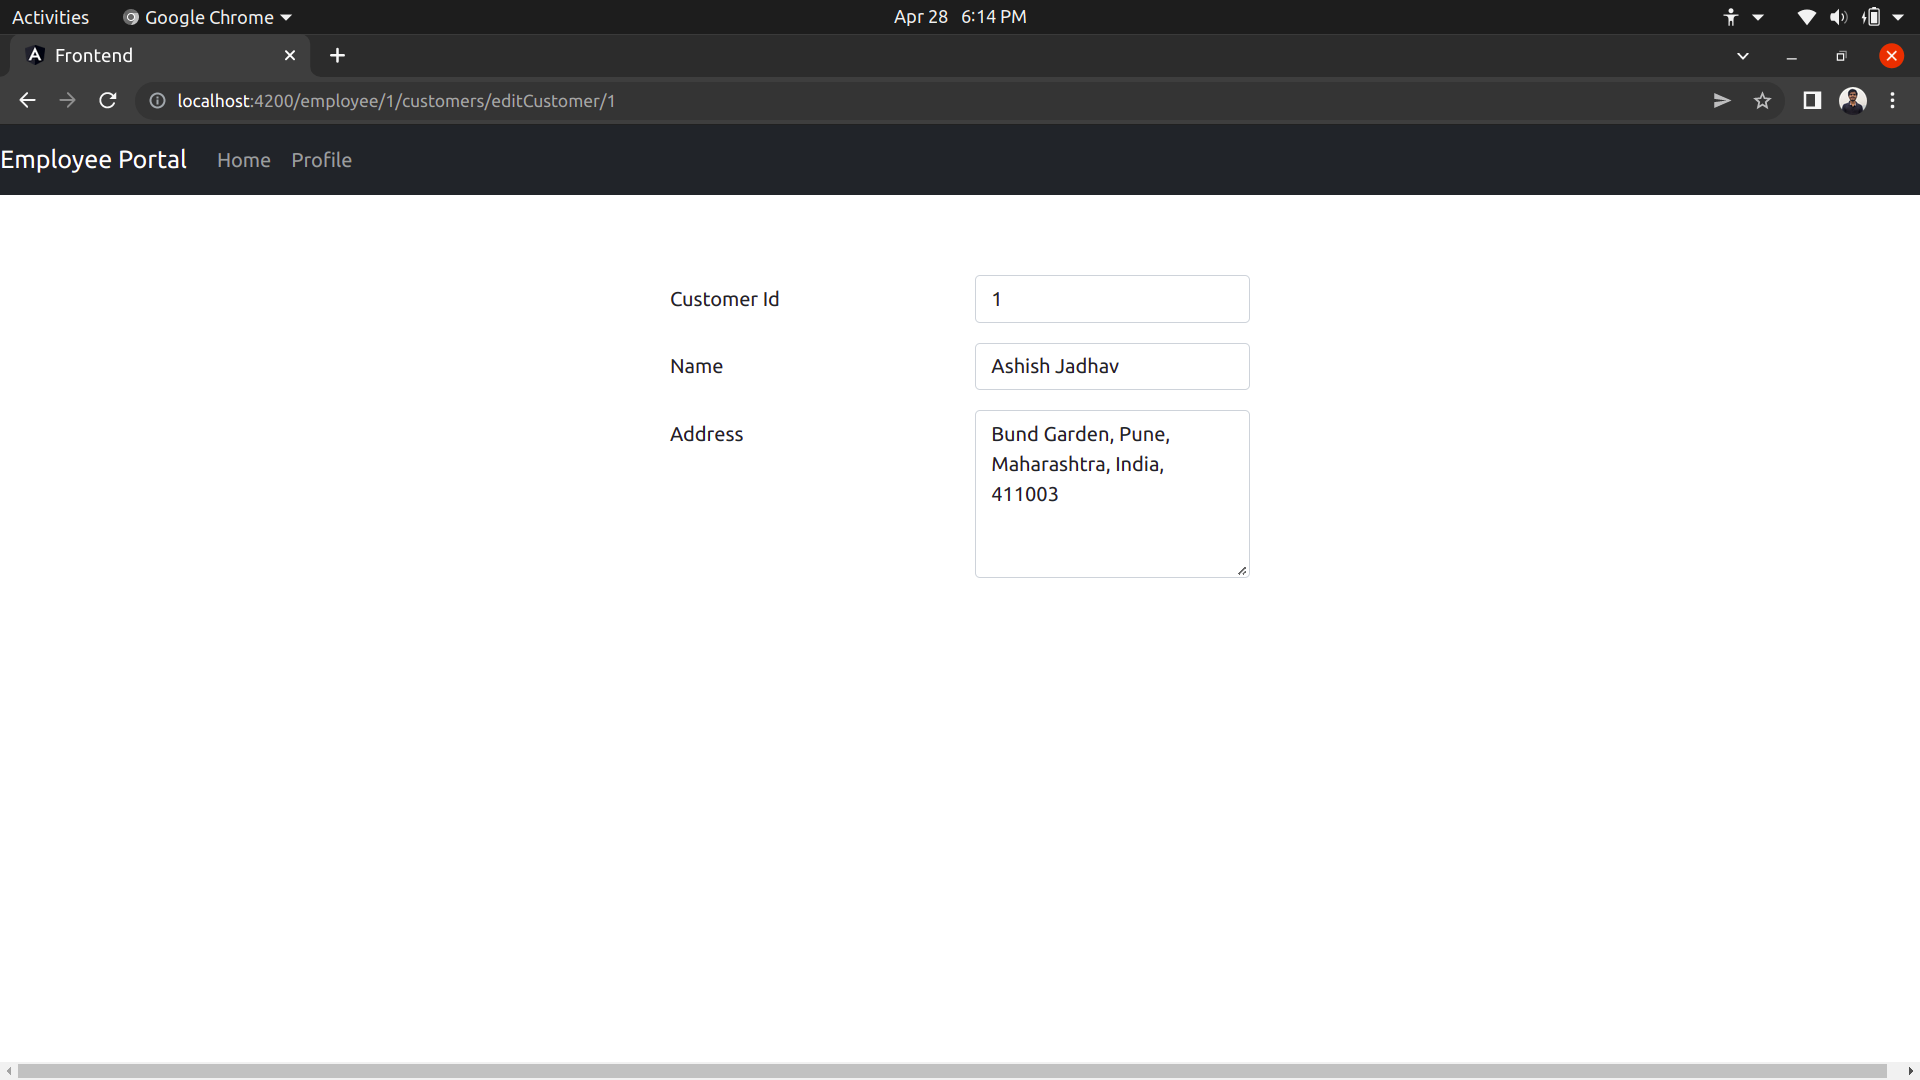 Activities Google Chrome Apr 28 6:14 PM
Frontend
localhost:4200/employee/1/customers/editCustomer/1
Employee Portal Home Profile
Customer Id 1
Name Ashish Jadhav
Address Bund Garden, Pune,
Maharashtra, India,
411003